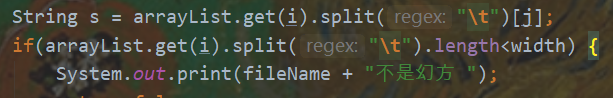 String s = arrayList.get(i).split( regex: "\t")[j];
if(arrayList.get(i).split( regex: "\t").length<width) {
System.out.print(fileName + "不是幻方 ");